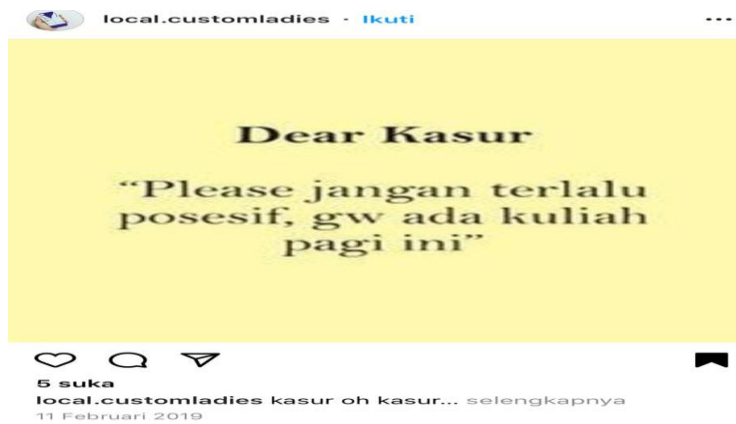 local.customladies · Ikuti
Dear Kasur
“Please jangan terlalu
posesif, gw ada kuliah
pagi ini”
5 suka
local.customladies kasur oh kasur... selengkapnya
11 Februari 2019